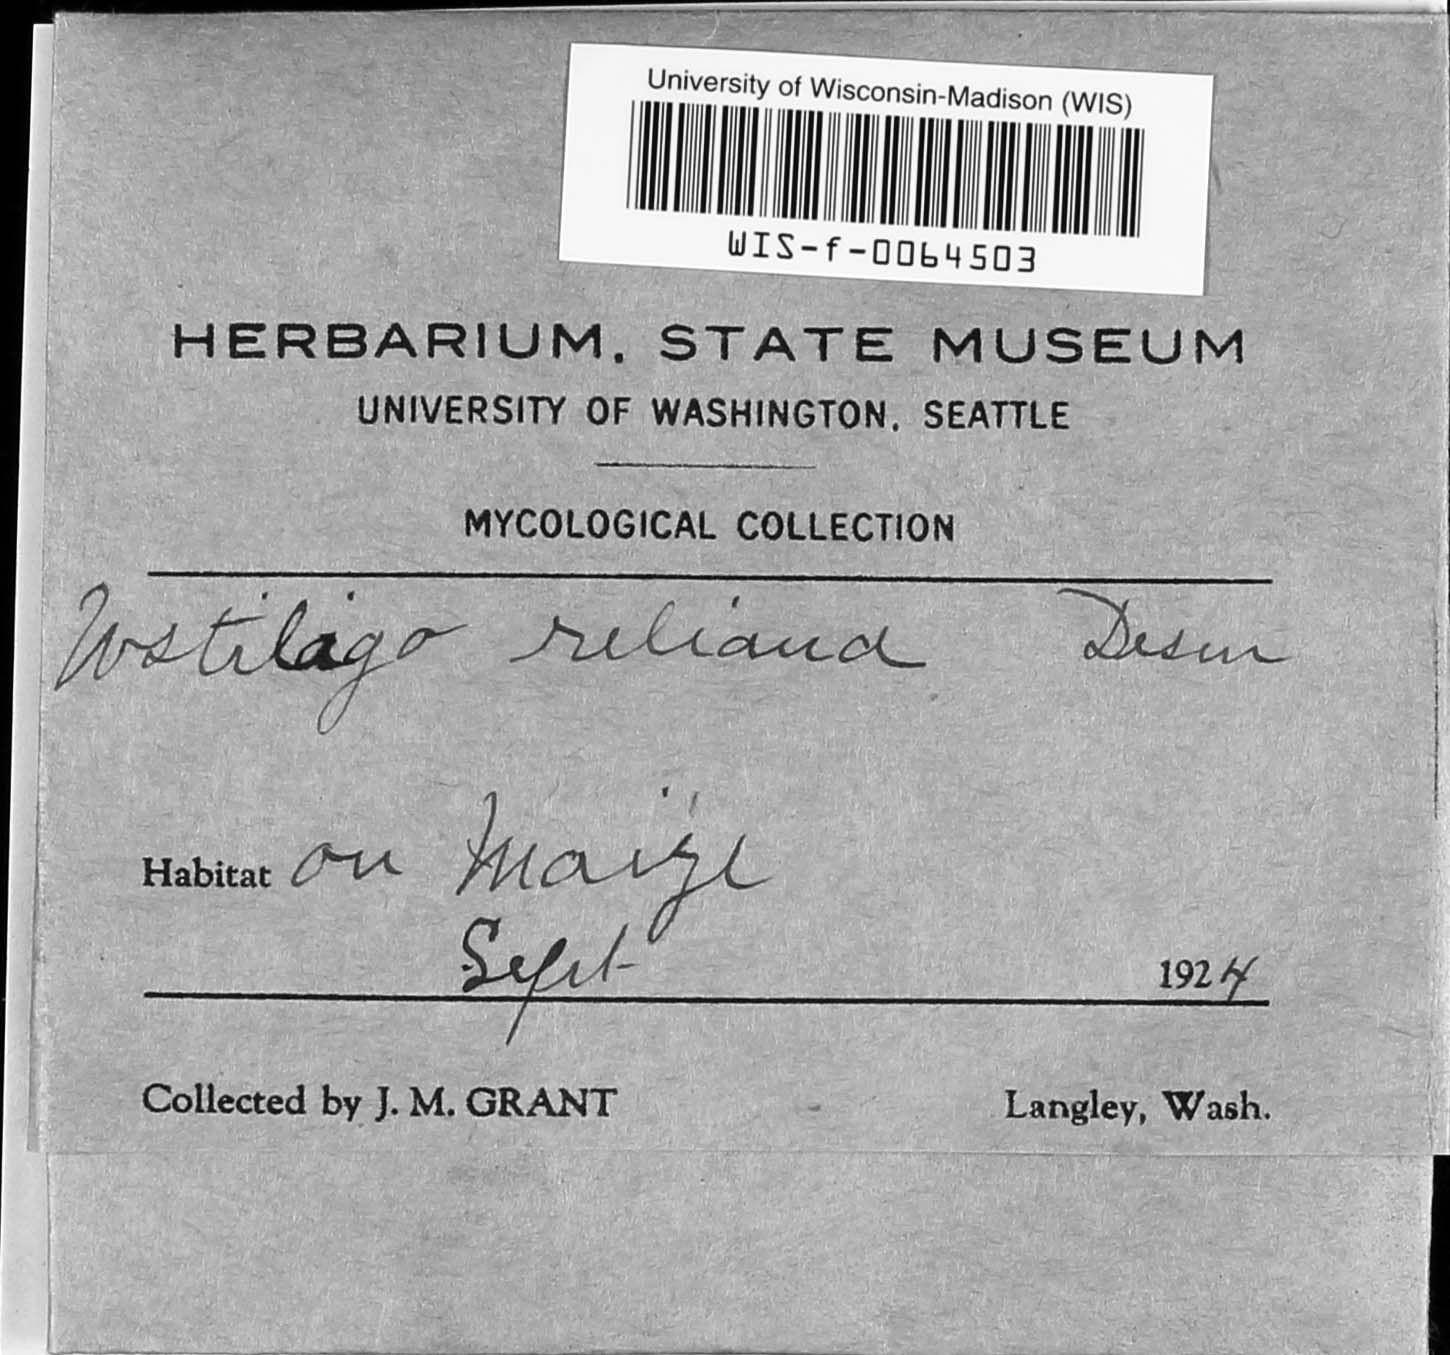 University of Wisconsin-Madison (WIS)
WIS-f-0064503
HERBARIUM, STATE MUSEUM
UNIVERSITY OF WASHINGTON, SEATTLE
MYCOLOGICAL COLLECTION
Ustilago reliana Desm
Habitat on Maize
Sept 1924
Collected by J. M. GRANT Langley, Wash.